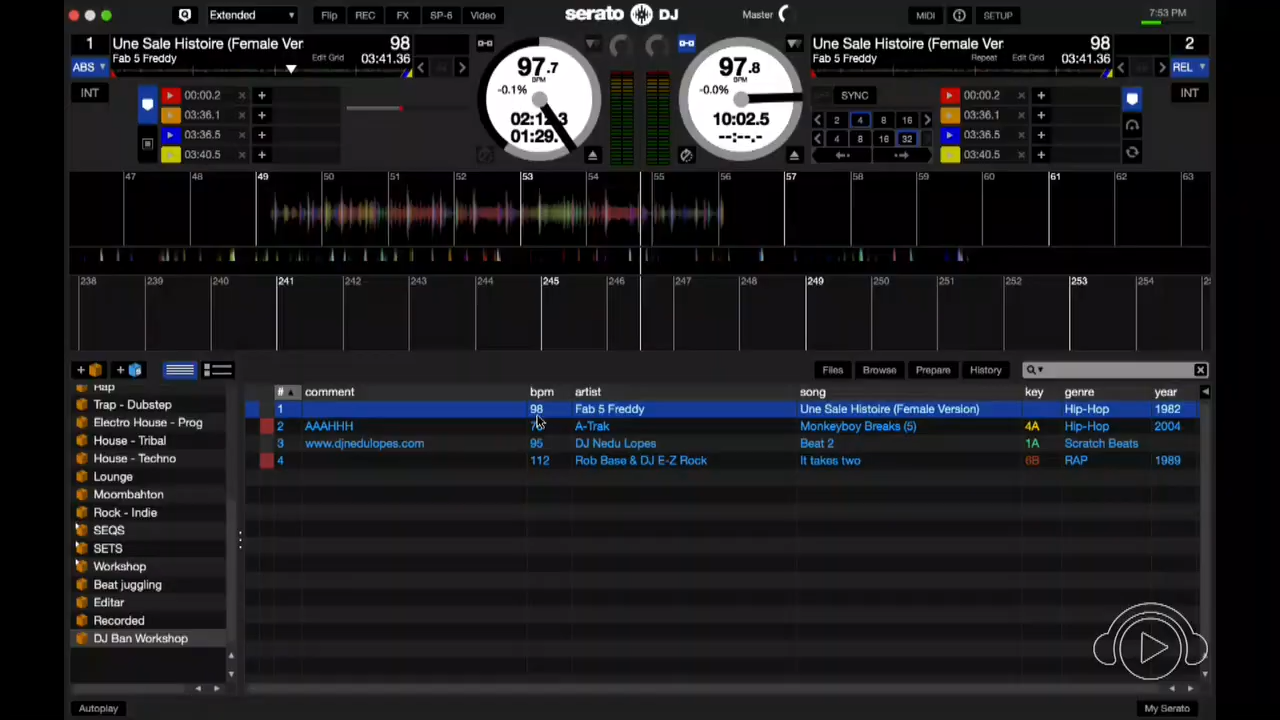 Extended
Flip REC FX SP-6 Video
serato DJ
Master
MIDI SETUP
7:53 PM
1 Une Sale Histoire (Female Ver 98
Fab 5 Freddy Edit Grid 03:41.36
ABS
INT
00:00.2
03:36.1
03:36.5
03:40.5
97.7
BPM
-0.1%
01:29.
97.8
BPM
-0.0%
10:02.5
--:--.-
Une Sale Histoire (Female Ver 98 2
Fab 5 Freddy Repeat Edit Grid 03:41.36
REL
INT
SYNC
2 4 8 16
4 8 16 32
00:00.2
03:36.1
03:36.5
03:40.5
47 48 49 50 51 52 53 54 55 56 57 58 59 60 61 62 63
238 239 240 241 242 243 244 245 246 247 248 249 250 251 252 253 254
Files Browse Prepare History
# comment bpm artist song key genre year
1 98 Fab 5 Freddy Une Sale Histoire (Female Version) Hip-Hop 1982
2 AAAHHH A-Trak Monkeyboy Breaks (5) 4A Hip-Hop 2004
3 www.djnedulopes.com 95 DJ Nedu Lopes Beat 2 1A Scratch Beats
4 112 Rob Base & DJ E-Z Rock It takes two 6B RAP 1989
Rap
Trap - Dubstep
Electro House - Prog
House - Tribal
House - Techno
Lounge
Moombahton
Rock - Indie
SEQS
SETS
Workshop
Beat juggling
Editar
Recorded
DJ Ban Workshop
Autoplay
My Serato